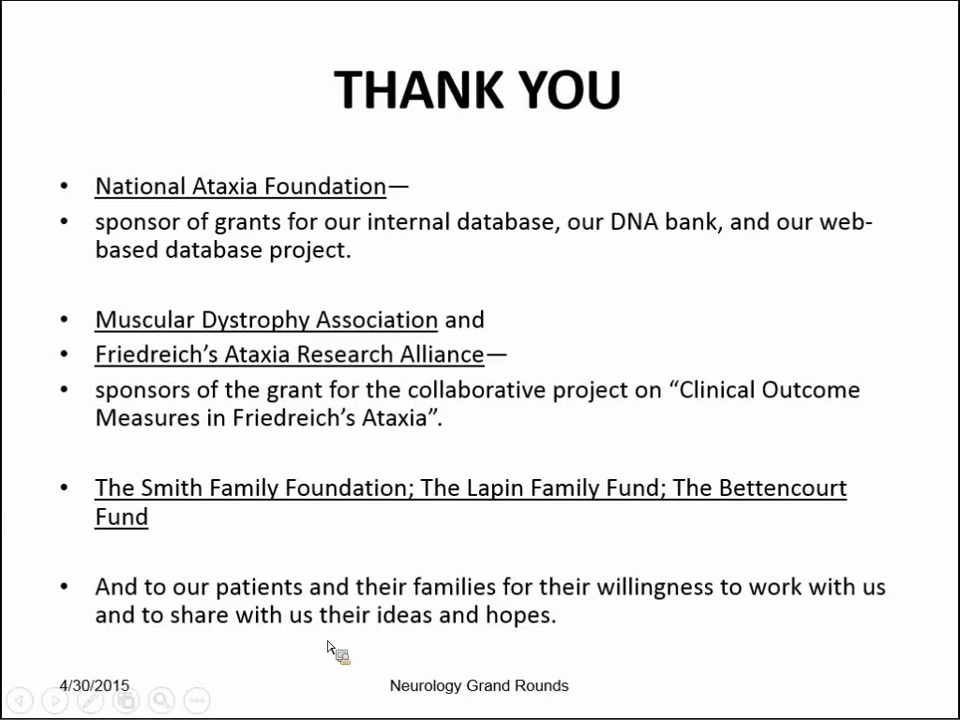 THANK YOU
• National Ataxia Foundation—
• sponsor of grants for our internal database, our DNA bank, and our web-
based database project.
• Muscular Dystrophy Association and
• Friedreich’s Ataxia Research Alliance—
• sponsors of the grant for the collaborative project on “Clinical Outcome
Measures in Friedreich’s Ataxia”.
• The Smith Family Foundation; The Lapin Family Fund; The Bettencourt
Fund
• And to our patients and their families for their willingness to work with us
and to share with us their ideas and hopes.
4/30/2015
Neurology Grand Rounds